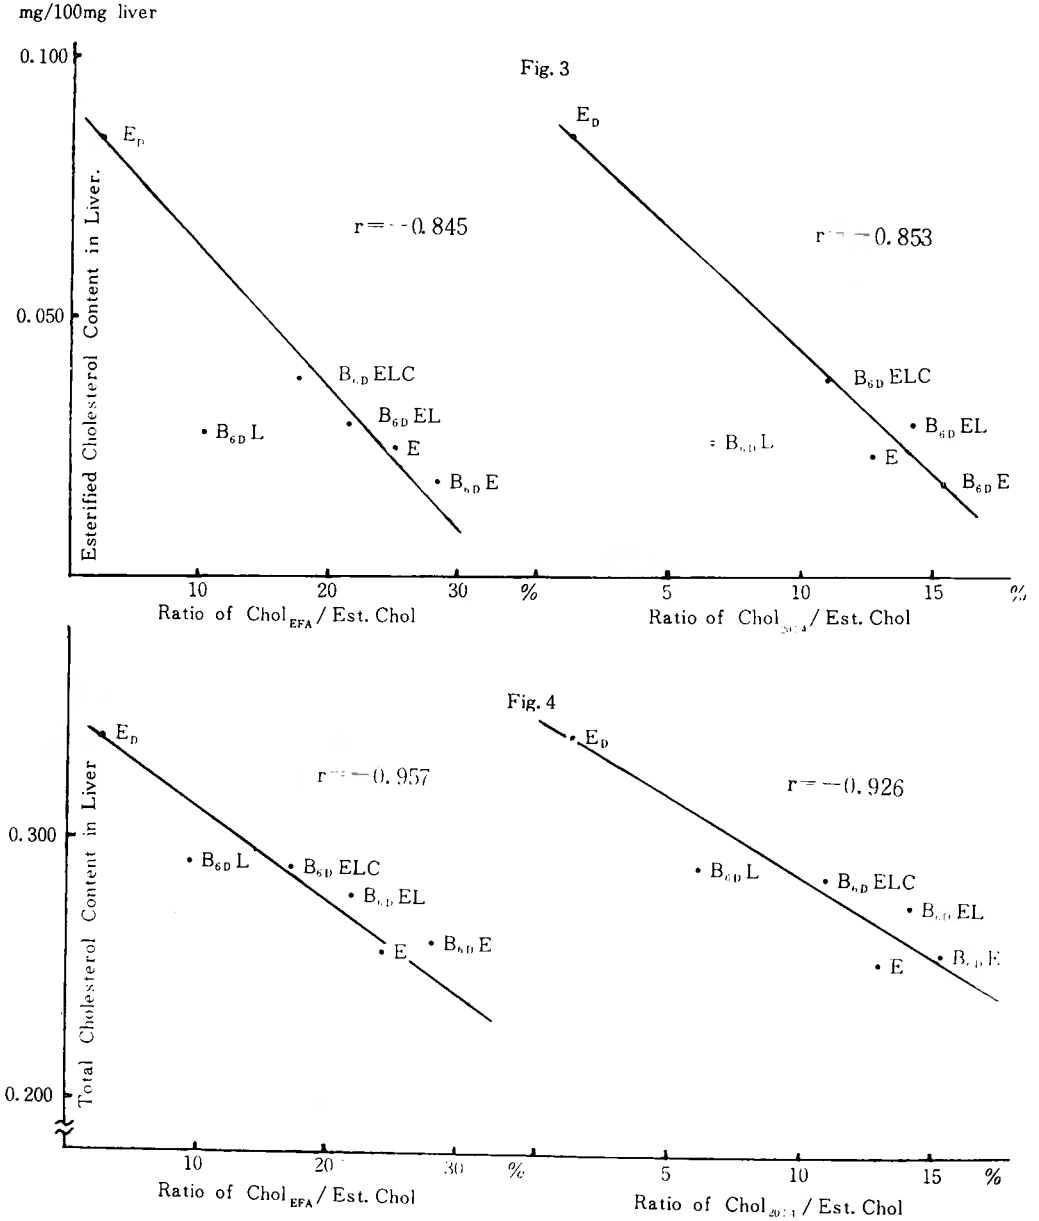 mg/100mg liver
Fig. 3
0.100
0.050
Esterified Cholesterol Content in Liver.
E_D
r=-0.845
B_6D ELC
B_6D EL
B_6D L
E
B_6D E
10
20
30
%
Ratio of Chol_EFA / Est. Chol
E_D
r=-0.853
B_6D ELC
B_6D EL
B_6D L
E
B_6D E
5
10
15
%
Ratio of Chol_20:4 / Est. Chol
Fig. 4
0.300
0.200
Total Cholesterol Content in Liver
E_D
r=-0.957
B_6D L
B_6D ELC
B_6D EL
E
B_6D E
10
20
30
%
Ratio of Chol_EFA / Est. Chol
E_D
r=-0.926
B_6D L
B_6D ELC
B_6D EL
E
B_6D E
5
10
15
%
Ratio of Chol_20:4 / Est. Chol